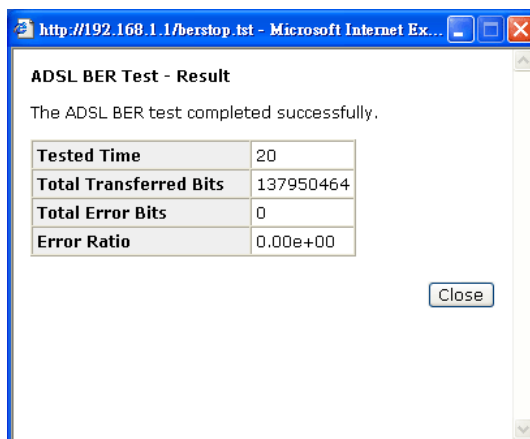 http://192.168.1.1/berstop.tst - Microsoft Internet Ex...
ADSL BER Test - Result
The ADSL BER test completed successfully.
Tested Time 20
Total Transferred Bits 137950464
Total Error Bits 0
Error Ratio 0.00e+00
Close